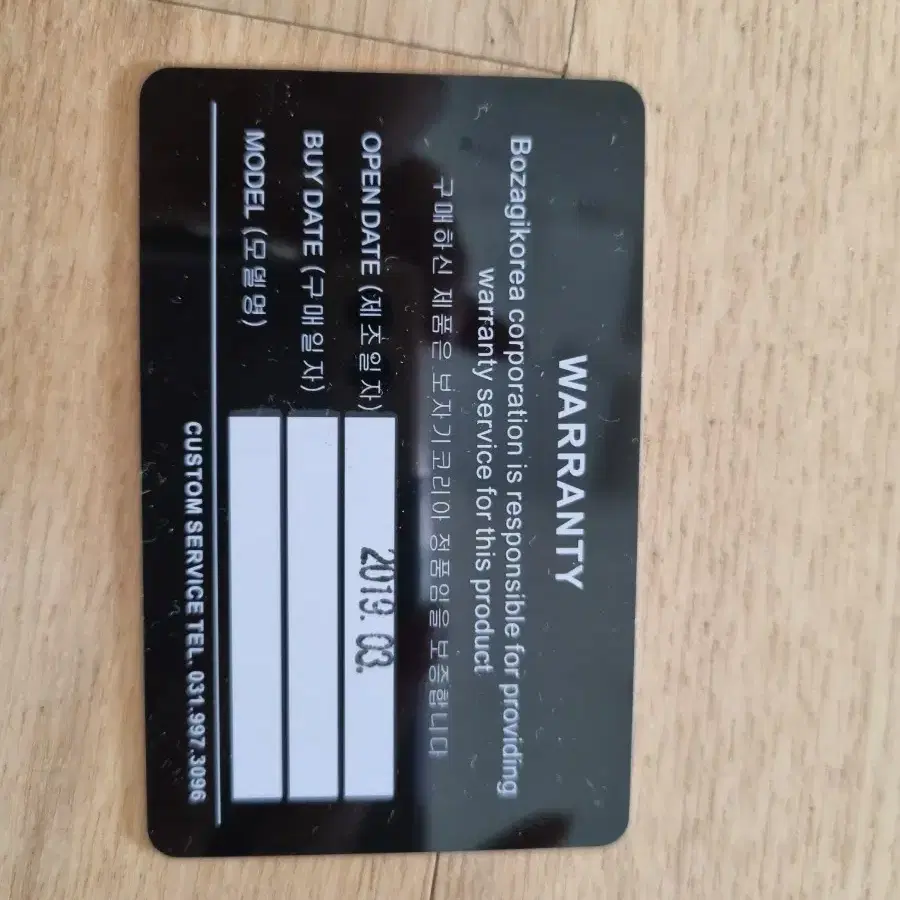 WARRANTY
Bozagikorea corporation is responsible for providing
warranty service for this product
구매하신 제품은 보자기코리아 정품임을 보증합니다
OPEN DATE (제조일자) 2019. 03.
BUY DATE (구매일자)
MODEL (모델명)
CUSTOM SERVICE TEL. 031.997.3096